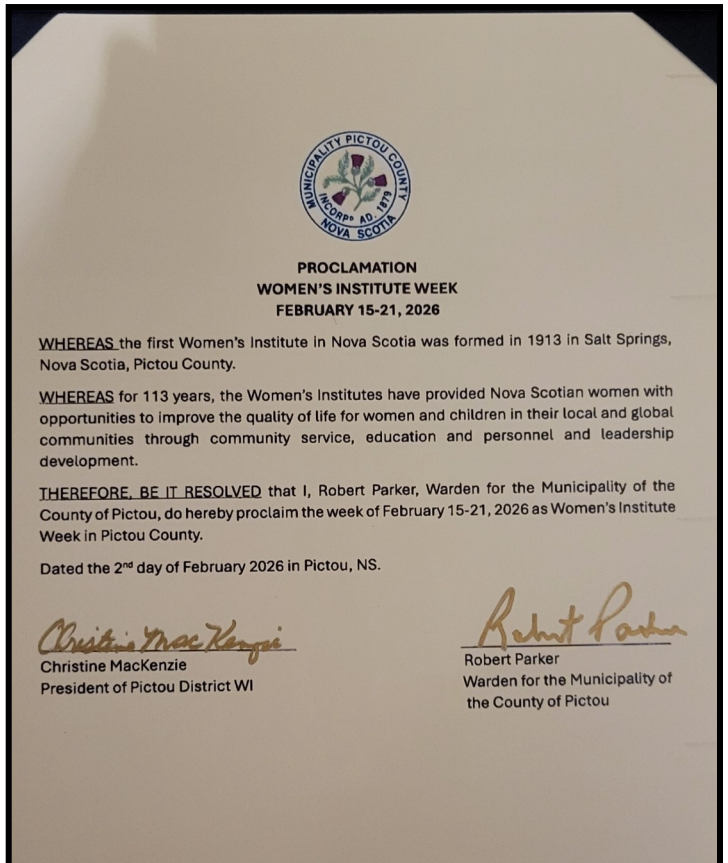 MUNICIPALITY PICTOU COUNTY
INCORPD AD. 1879
NOVA SCOTIA
PROCLAMATION
WOMEN'S INSTITUTE WEEK
FEBRUARY 15-21, 2026
WHEREAS the first Women's Institute in Nova Scotia was formed in 1913 in Salt Springs,
Nova Scotia, Pictou County.
WHEREAS for 113 years, the Women's Institutes have provided Nova Scotian women with
opportunities to improve the quality of life for women and children in their local and global
communities through community service, education and personnel and leadership
development.
THEREFORE, BE IT RESOLVED that I, Robert Parker, Warden for the Municipality of the
County of Pictou, do hereby proclaim the week of February 15-21, 2026 as Women's Institute
Week in Pictou County.
Dated the 2nd day of February 2026 in Pictou, NS.
Christine MacKenzie
Christine MacKenzie
President of Pictou District WI
Robert Parker
Robert Parker
Warden for the Municipality of
the County of Pictou